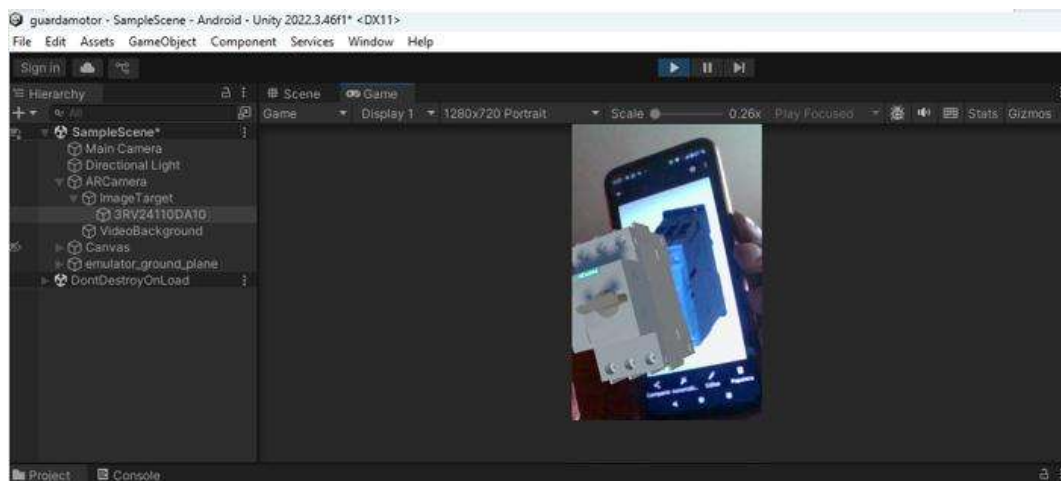 guardamotor - SampleScene - Android - Unity 2022.3.46f1* <DX11>
File Edit Assets GameObject Component Services Window Help
Sign in
Hierarchy
Scene Game
All
Game Display 1 1280x720 Portrait Scale 0.26x Play Focused Stats Gizmos
SampleScene*
Main Camera
Directional Light
ARCamera
ImageTarget
3RV24110DA10
VideoBackground
Canvas
emulator_ground_plane
DontDestroyOnLoad
SIEMENS
Project Console